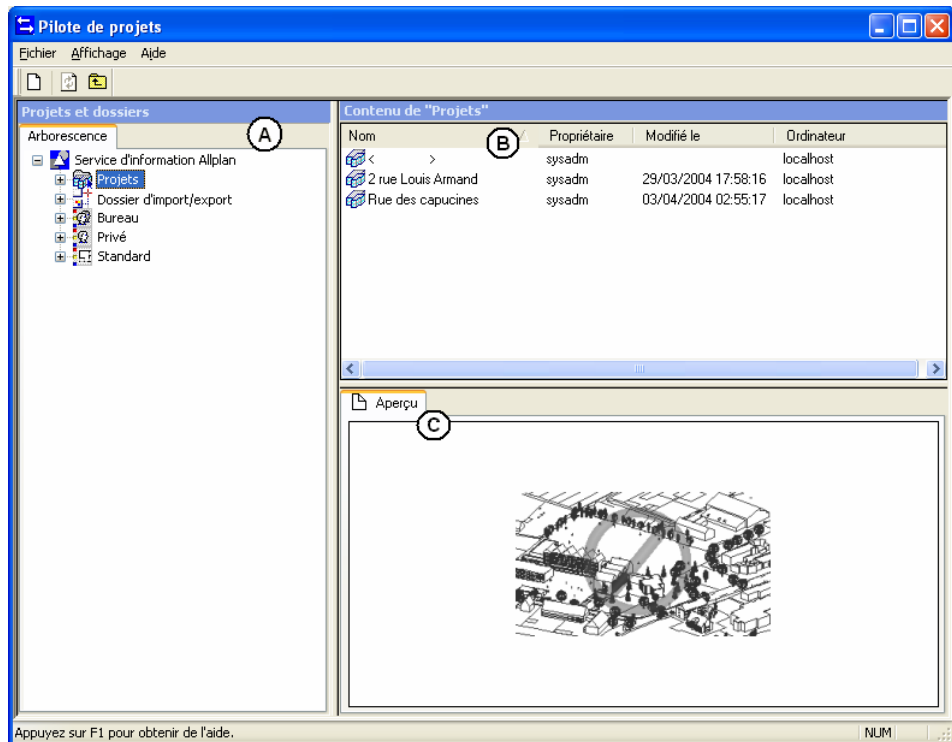 Pilote de projets
Fichier Affichage Aide
Projets et dossiers
A
Arborescence
Service d'information Allplan
Projets
Dossier d'import/export
Bureau
Privé
Standard
Contenu de "Projets"
B
Nom Propriétaire Modifié le Ordinateur
< > sysadm localhost
2 rue Louis Armand sysadm 29/03/2004 17:58:16 localhost
Rue des capucines sysadm 03/04/2004 02:55:17 localhost
Aperçu
C
Appuyez sur F1 pour obtenir de l'aide.
NUM